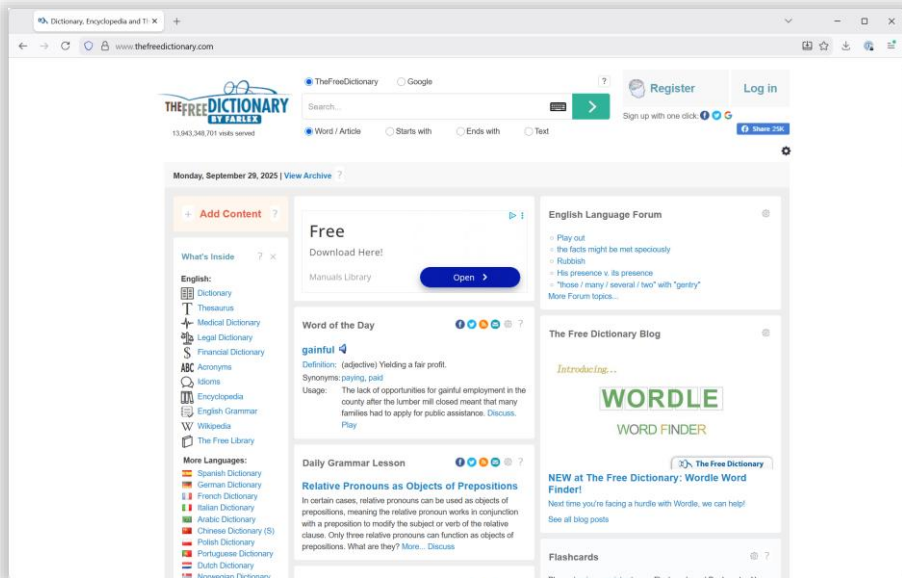 Dictionary, Encyclopedia and Th
www.thefreedictionary.com
THE FREE DICTIONARY
BY FARLEX
13,943,348,701 visits served
TheFreeDictionary Google ?
Search...
Word / Article Starts with Ends with Text
Register
Log in
Sign up with one click:
Share 25K
Monday, September 29, 2025 | View Archive ?
+ Add Content ?
What's Inside ? ×
English:
Dictionary
Thesaurus
Medical Dictionary
Legal Dictionary
Financial Dictionary
ABC Acronyms
Idioms
Encyclopedia
English Grammar
Wikipedia
The Free Library
More Languages:
Spanish Dictionary
German Dictionary
French Dictionary
Italian Dictionary
Arabic Dictionary
Chinese Dictionary (S)
Polish Dictionary
Portuguese Dictionary
Dutch Dictionary
Norwegian Dictionary
Free
Download Here!
Manuals Library
Open
Word of the Day ?
gainful
Definition: (adjective) Yielding a fair profit.
Synonyms: paying, paid
Usage: The lack of opportunities for gainful employment in the
county after the lumber mill closed meant that many
families had to apply for public assistance. Discuss.
Play
Daily Grammar Lesson ?
Relative Pronouns as Objects of Prepositions
In certain cases, relative pronouns can be used as objects of
prepositions, meaning the relative pronoun works in conjunction
with a preposition to modify the subject or verb of the relative
clause. Only three relative pronouns can function as objects of
prepositions. What are they? More... Discuss
English Language Forum
Play out
the facts might be met speciously
Rubbish
His presence v. its presence
"those / many / several / two" with "gentry"
More Forum topics...
The Free Dictionary Blog
Introducing...
WORDLE
WORD FINDER
The Free Dictionary
NEW at The Free Dictionary: Wordle Word
Finder!
Next time you're facing a hurdle with Wordle, we can help!
See all blog posts
Flashcards ?